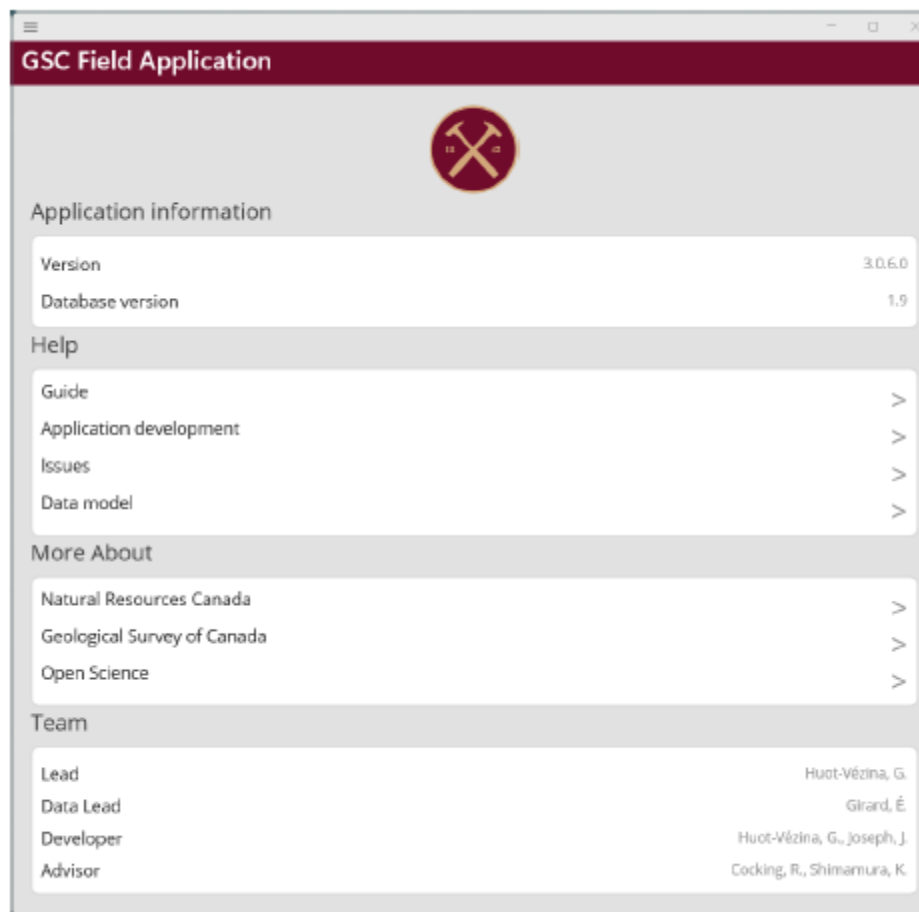 GSC Field Application
18 42
Application information
Version 3.0.6.0
Database version 1.9
Help
Guide >
Application development >
Issues >
Data model >
More About
Natural Resources Canada >
Geological Survey of Canada >
Open Science >
Team
Lead Huot-Vézina, G.
Data Lead Girard, É.
Developer Huot-Vézina, G., Joseph, J.
Advisor Cocking, R., Shimamura, K.